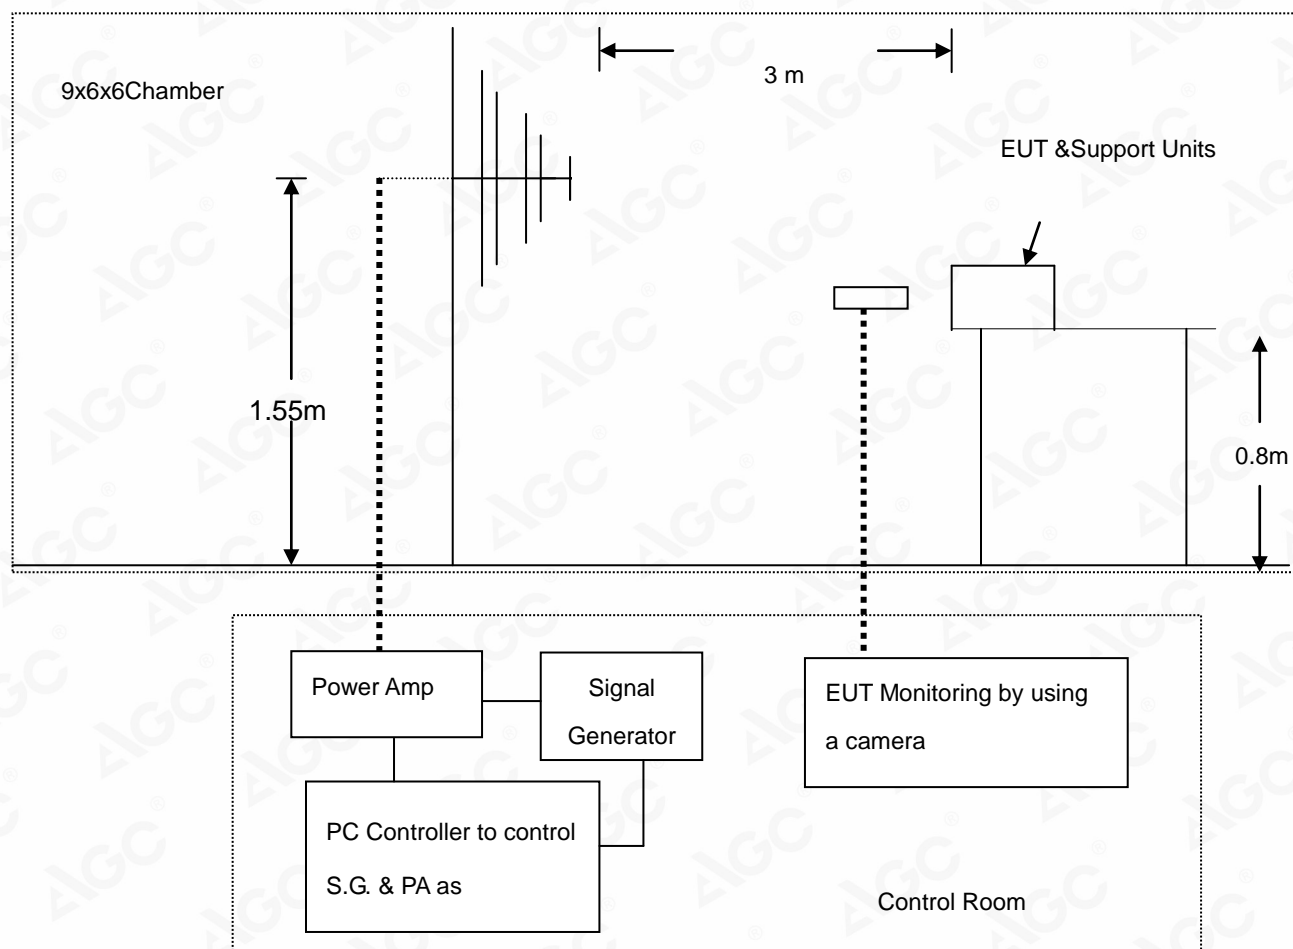 9x6x6Chamber
3 m
EUT &Support Units
1.55m
0.8m
Power Amp
Signal
Generator
EUT Monitoring by using
a camera
PC Controller to control
S.G. & PA as
Control Room
AGC